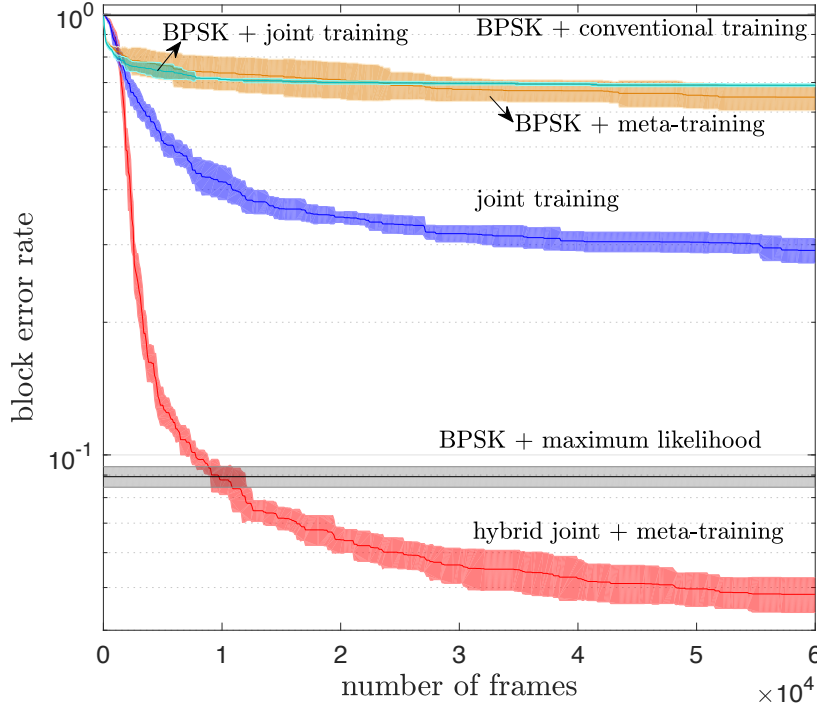 10^0
BPSK + joint training
BPSK + conventional training
BPSK + meta-training
joint training
block error rate
BPSK + maximum likelihood
10^-1
hybrid joint + meta-training
0 1 2 3 4 5 6
number of frames
×10^4